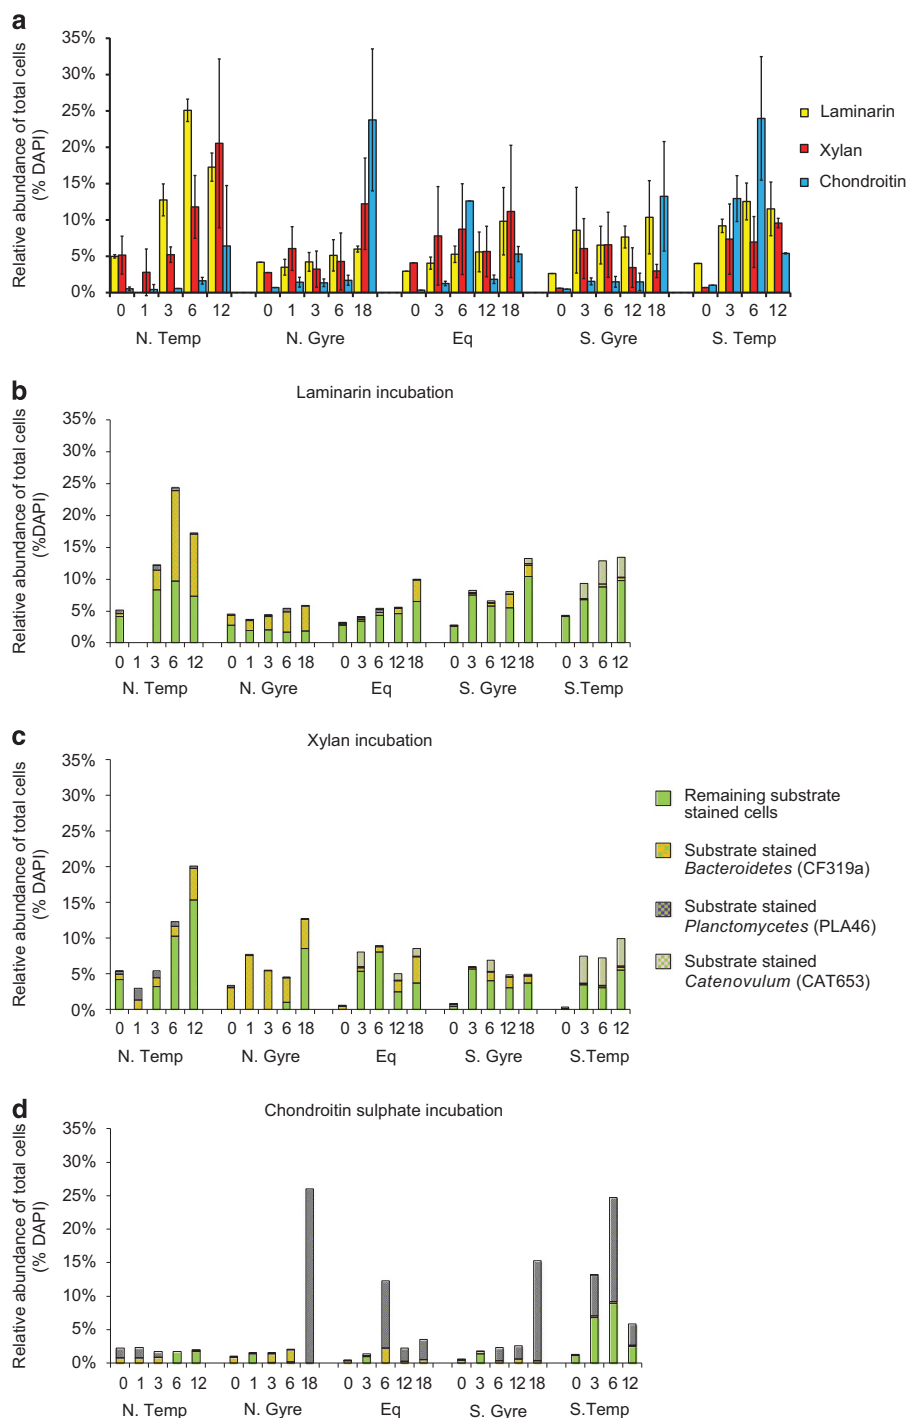 a
35%
30%
25%
20%
15%
10%
5%
0%
Relative abundance of total cells
(% DAPI)
Laminarin
Xylan
Chondroitin
0 1 3 6 12 0 1 3 6 18 0 3 6 12 18 0 3 6 12 18 0 3 6 12
N. Temp N. Gyre Eq S. Gyre S. Temp
b
Laminarin incubation
35%
30%
25%
20%
15%
10%
5%
0%
Relative abundance of total cells
(%DAPI)
0 1 3 6 12 0 1 3 6 18 0 3 6 12 18 0 3 6 12 18 0 3 6 12
N. Temp N. Gyre Eq S. Gyre S.Temp
c
Xylan incubation
35%
30%
25%
20%
15%
10%
5%
0%
Relative abundance of total cells
(% DAPI)
0 1 3 6 12 0 1 3 6 18 0 3 6 12 18 0 3 6 12 18 0 3 6 12
N. Temp N. Gyre Eq S. Gyre S.Temp
Remaining substrate
stained cells
Substrate stained
Bacteroidetes (CF319a)
Substrate stained
Planctomycetes (PLA46)
Substrate stained
Catenovulum (CAT653)
d
Chondroitin sulphate incubation
35%
30%
25%
20%
15%
10%
5%
0%
Relative abundance of total cells
(% DAPI)
0 1 3 6 12 0 1 3 6 18 0 3 6 12 18 0 3 6 12 18 0 3 6 12
N. Temp N. Gyre Eq S. Gyre S.Temp